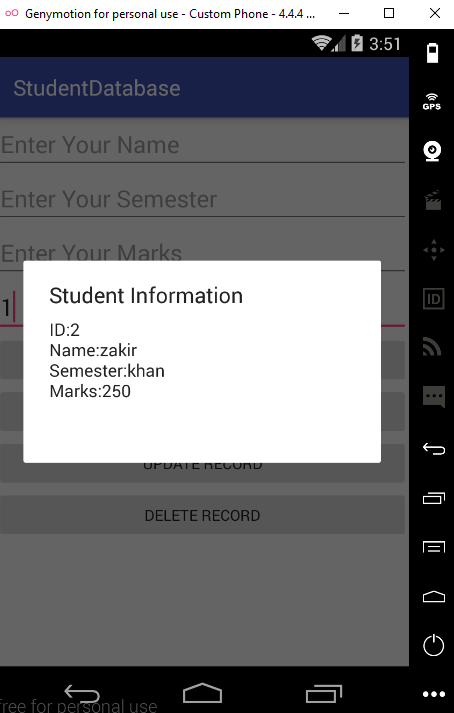 Genymotion for personal use - Custom Phone - 4.4.4 ...
3:51
StudentDatabase
GPS
Enter Your Name
Enter Your Semester
Enter Your Marks
1
ID
Student Information
ID:2
Name:zakir
Semester:khan
Marks:250
UPDATE RECORD
DELETE RECORD
free for personal use